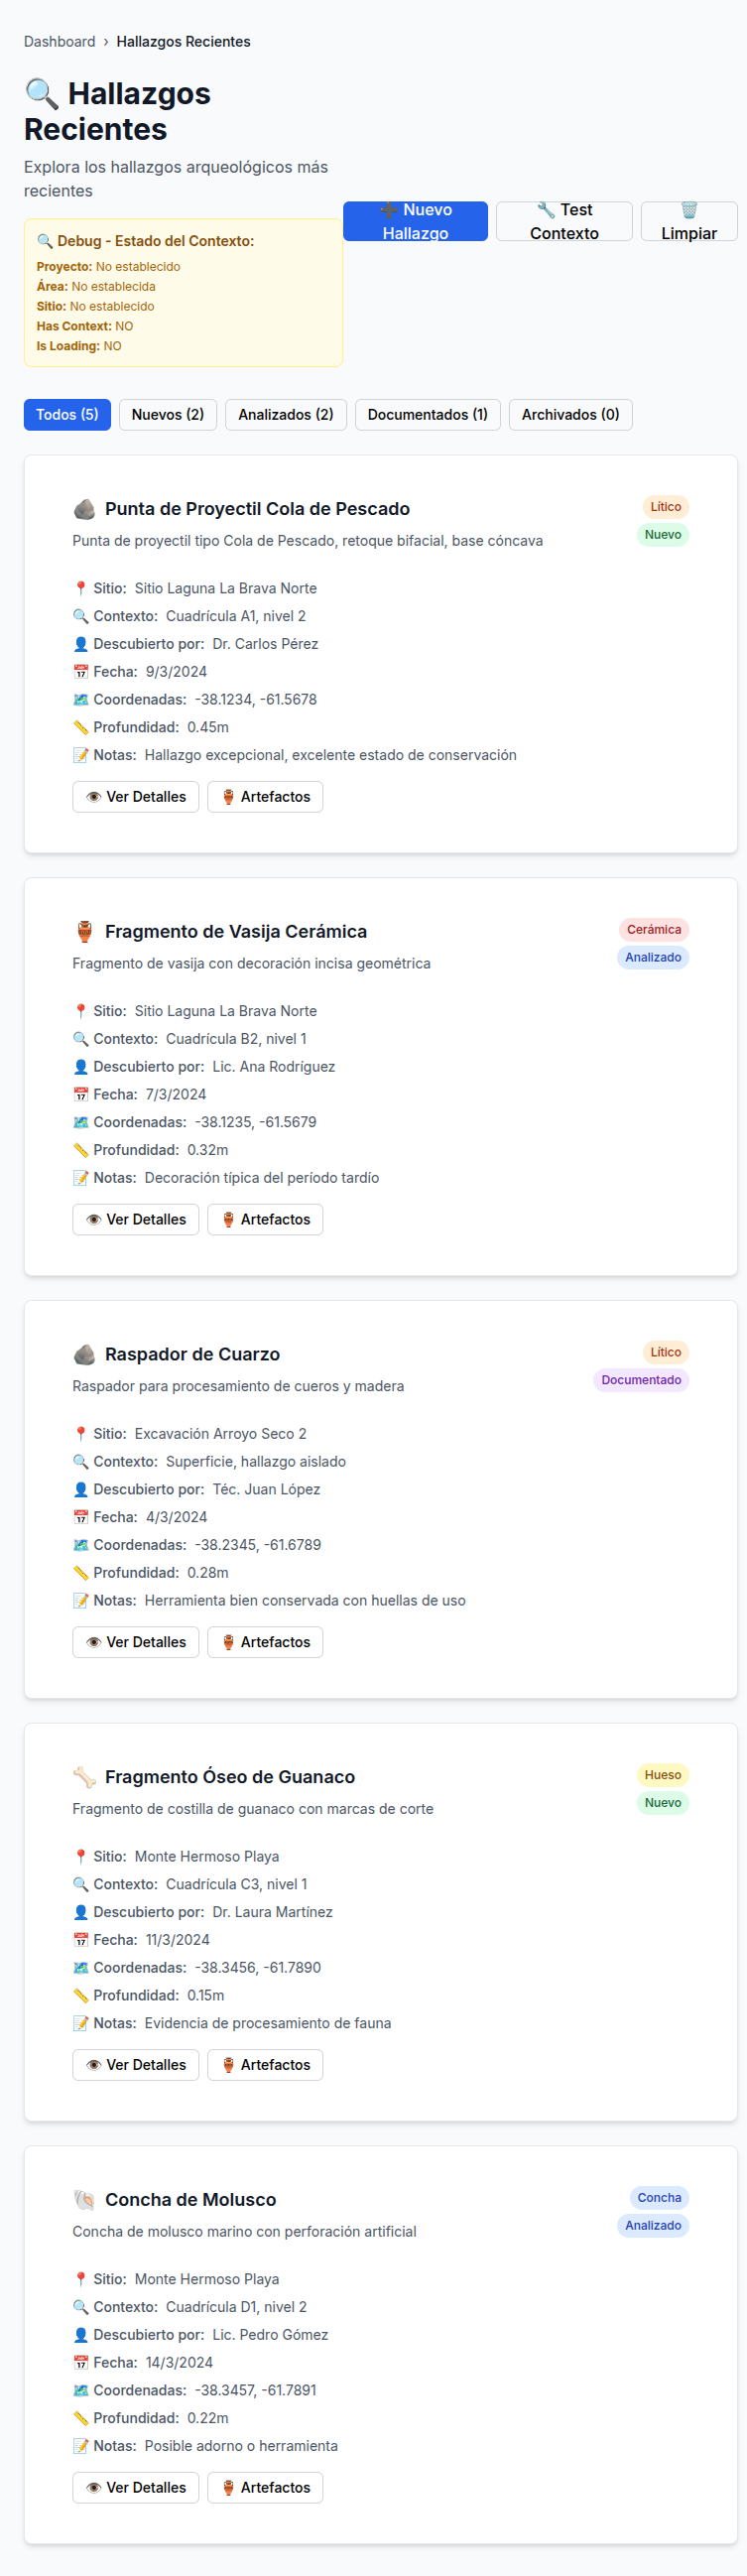 Dashboard › Hallazgos Recientes
🔍 Hallazgos
Recientes
Explora los hallazgos arqueológicos más
recientes
➕ Nuevo
Hallazgo
🔧 Test
Contexto
🗑️
Limpiar
🔍 Debug - Estado del Contexto:
Proyecto: No establecido
Área: No establecida
Sitio: No establecido
Has Context: NO
Is Loading: NO
Todos (5) Nuevos (2) Analizados (2) Documentados (1) Archivados (0)
🪨 Punta de Proyectil Cola de Pescado
Lítico
Nuevo
Punta de proyectil tipo Cola de Pescado, retoque bifacial, base cóncava
📍 Sitio: Sitio Laguna La Brava Norte
🔍 Contexto: Cuadrícula A1, nivel 2
👤 Descubierto por: Dr. Carlos Pérez
📅 Fecha: 9/3/2024
🗺️ Coordenadas: -38.1234, -61.5678
📏 Profundidad: 0.45m
📝 Notas: Hallazgo excepcional, excelente estado de conservación
👁️ Ver Detalles 🏺 Artefactos
🏺 Fragmento de Vasija Cerámica
Cerámica
Analizado
Fragmento de vasija con decoración incisa geométrica
📍 Sitio: Sitio Laguna La Brava Norte
🔍 Contexto: Cuadrícula B2, nivel 1
👤 Descubierto por: Lic. Ana Rodríguez
📅 Fecha: 7/3/2024
🗺️ Coordenadas: -38.1235, -61.5679
📏 Profundidad: 0.32m
📝 Notas: Decoración típica del período tardío
👁️ Ver Detalles 🏺 Artefactos
🪨 Raspador de Cuarzo
Lítico
Documentado
Raspador para procesamiento de cueros y madera
📍 Sitio: Excavación Arroyo Seco 2
🔍 Contexto: Superficie, hallazgo aislado
👤 Descubierto por: Téc. Juan López
📅 Fecha: 4/3/2024
🗺️ Coordenadas: -38.2345, -61.6789
📏 Profundidad: 0.28m
📝 Notas: Herramienta bien conservada con huellas de uso
👁️ Ver Detalles 🏺 Artefactos
🦴 Fragmento Óseo de Guanaco
Hueso
Nuevo
Fragmento de costilla de guanaco con marcas de corte
📍 Sitio: Monte Hermoso Playa
🔍 Contexto: Cuadrícula C3, nivel 1
👤 Descubierto por: Dr. Laura Martínez
📅 Fecha: 11/3/2024
🗺️ Coordenadas: -38.3456, -61.7890
📏 Profundidad: 0.15m
📝 Notas: Evidencia de procesamiento de fauna
👁️ Ver Detalles 🏺 Artefactos
🐚 Concha de Molusco
Concha
Analizado
Concha de molusco marino con perforación artificial
📍 Sitio: Monte Hermoso Playa
🔍 Contexto: Cuadrícula D1, nivel 2
👤 Descubierto por: Lic. Pedro Gómez
📅 Fecha: 14/3/2024
🗺️ Coordenadas: -38.3457, -61.7891
📏 Profundidad: 0.22m
📝 Notas: Posible adorno o herramienta
👁️ Ver Detalles 🏺 Artefactos